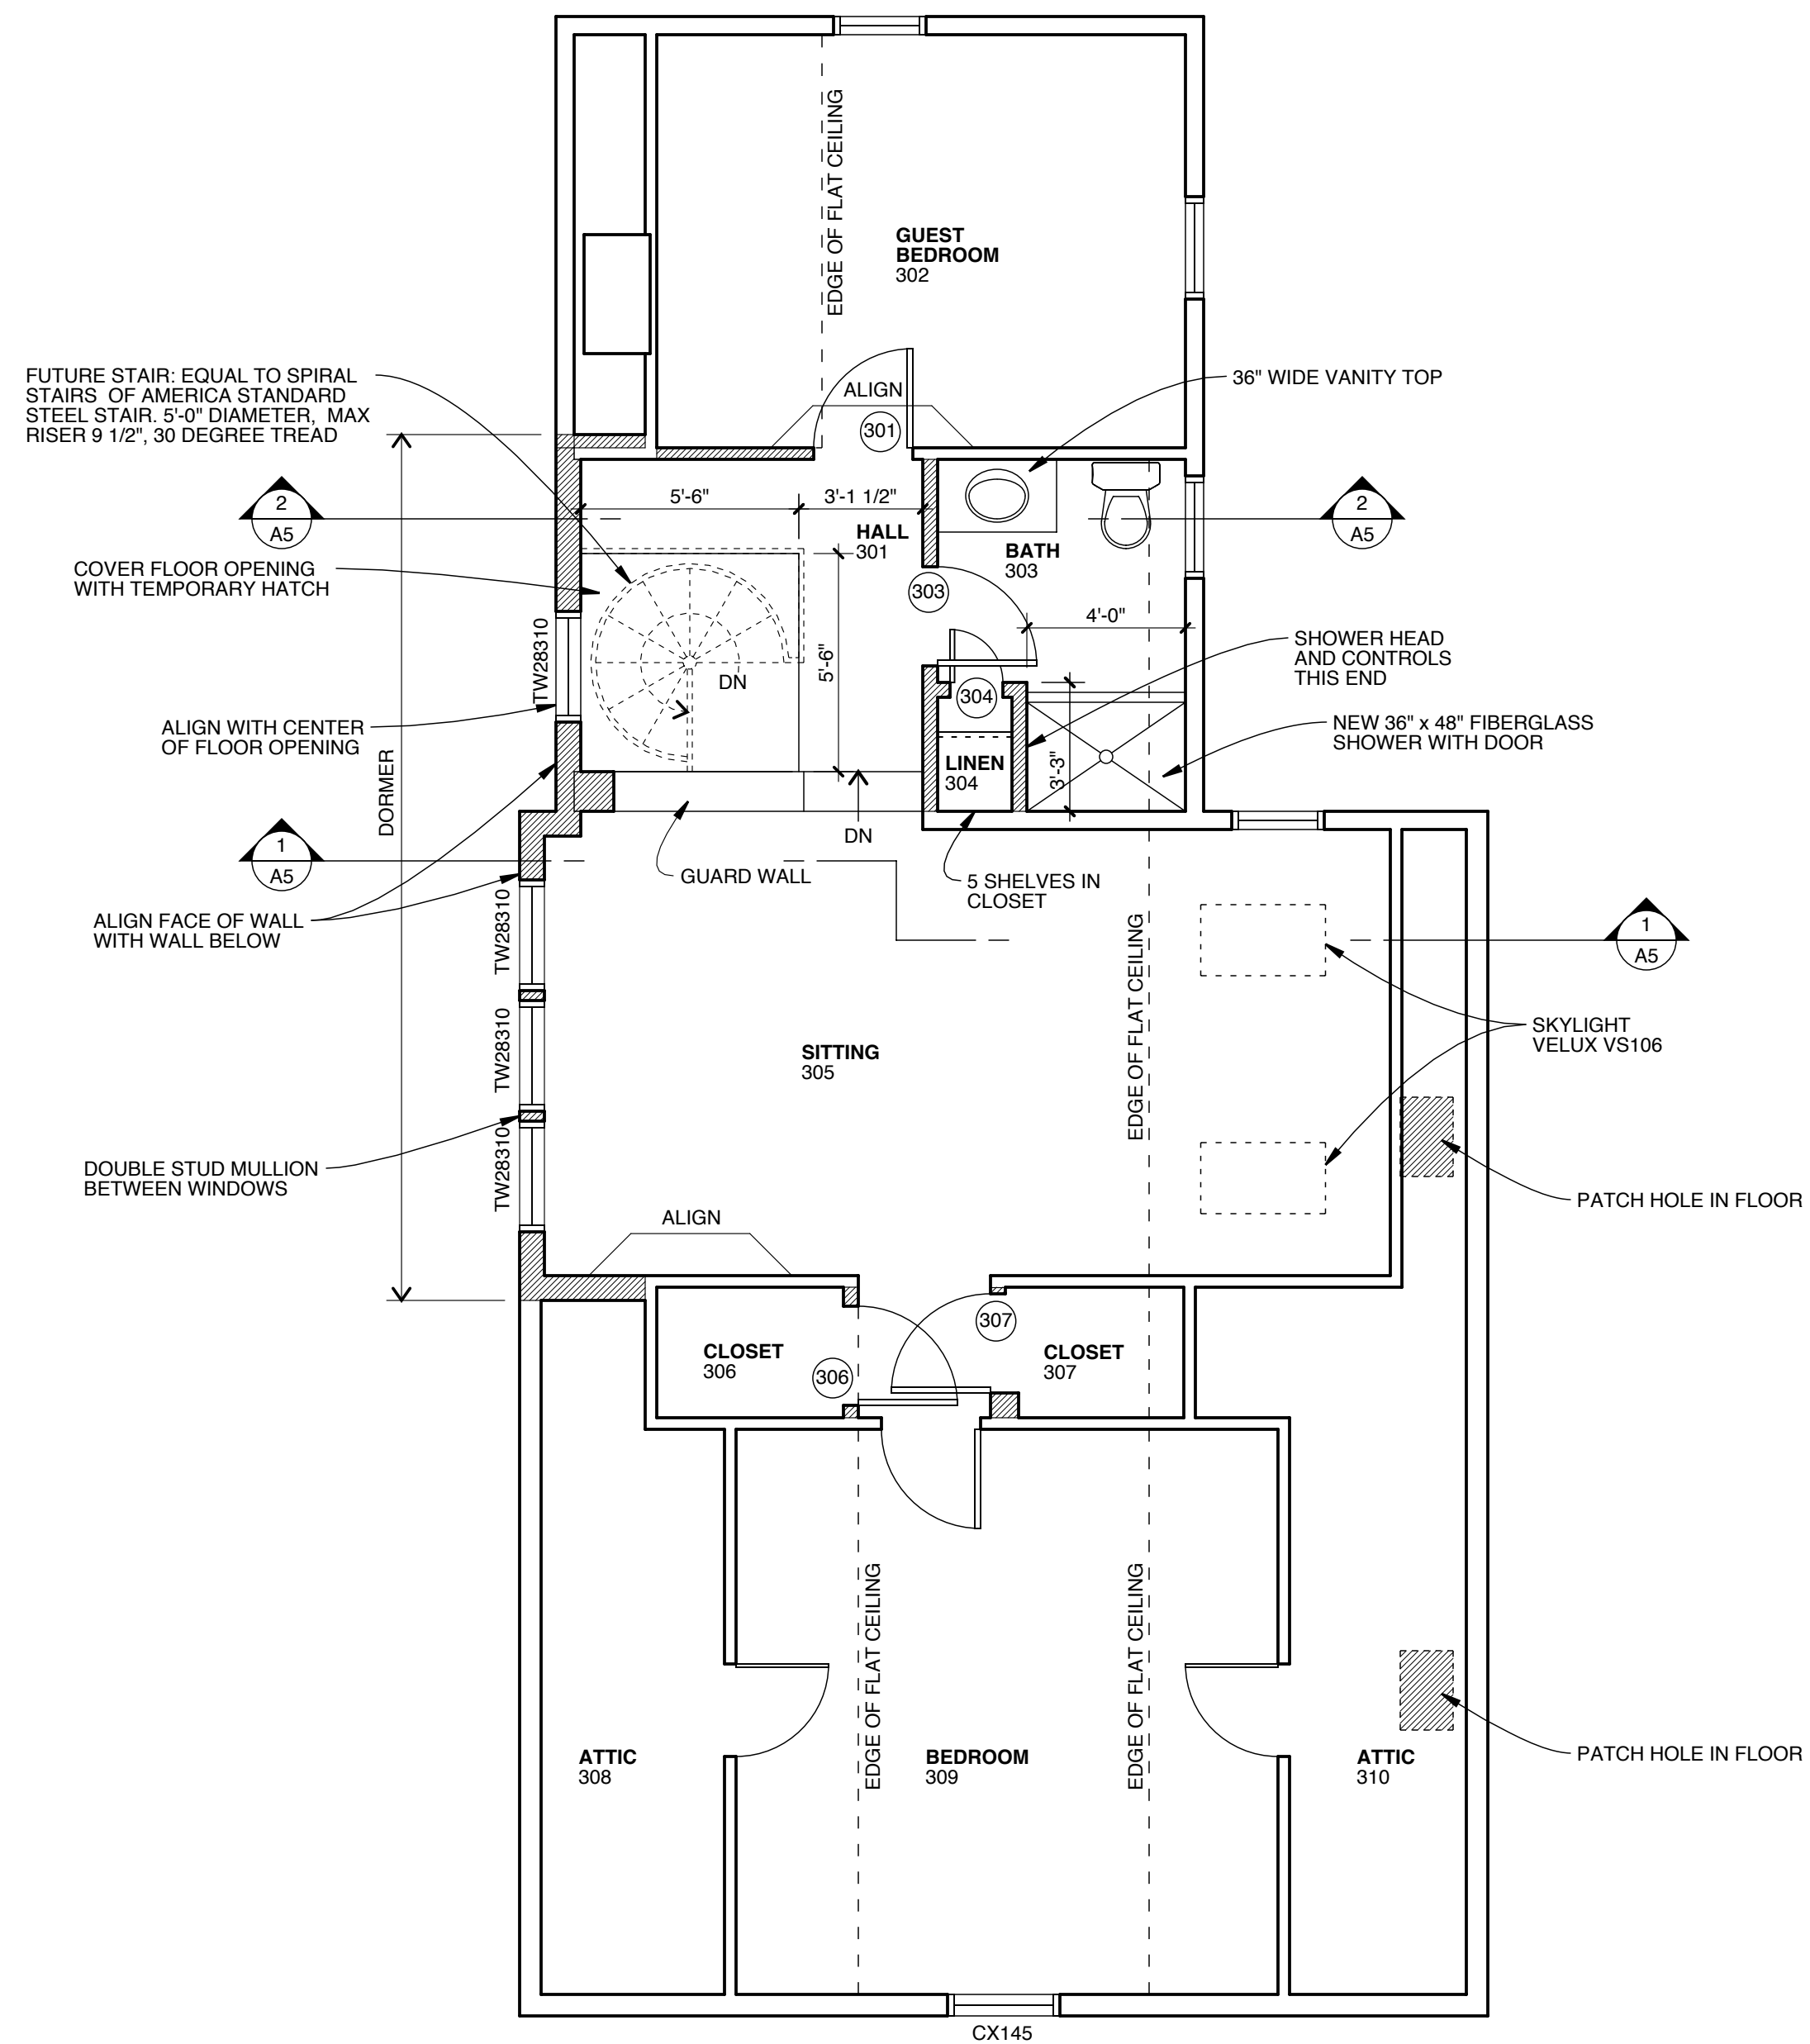 EDGE OF FLAT CEILING
GUEST
BEDROOM
302
FUTURE STAIR: EQUAL TO SPIRAL
STAIRS OF AMERICA STANDARD
STEEL STAIR. 5'-0" DIAMETER, MAX
RISER 9 1/2", 30 DEGREE TREAD
ALIGN
301
36" WIDE VANITY TOP
2
A5
5'-6"
3'-1 1/2"
HALL
301
BATH
303
2
A5
COVER FLOOR OPENING
WITH TEMPORARY HATCH
303
4'-0"
TW28310
DN
5'-6"
304
SHOWER HEAD
AND CONTROLS
THIS END
ALIGN WITH CENTER
OF FLOOR OPENING
DORMER
LINEN
304
3'-3"
NEW 36" x 48" FIBERGLASS
SHOWER WITH DOOR
1
A5
DN
GUARD WALL
5 SHELVES IN
CLOSET
ALIGN FACE OF WALL
WITH WALL BELOW
TW28310
EDGE OF FLAT CEILING
1
A5
TW28310
SITTING
305
SKYLIGHT
VELUX VS106
TW28310
DOUBLE STUD MULLION
BETWEEN WINDOWS
PATCH HOLE IN FLOOR
ALIGN
CLOSET
306
306
307
CLOSET
307
EDGE OF FLAT CEILING
EDGE OF FLAT CEILING
ATTIC
308
BEDROOM
309
ATTIC
310
PATCH HOLE IN FLOOR
CX145